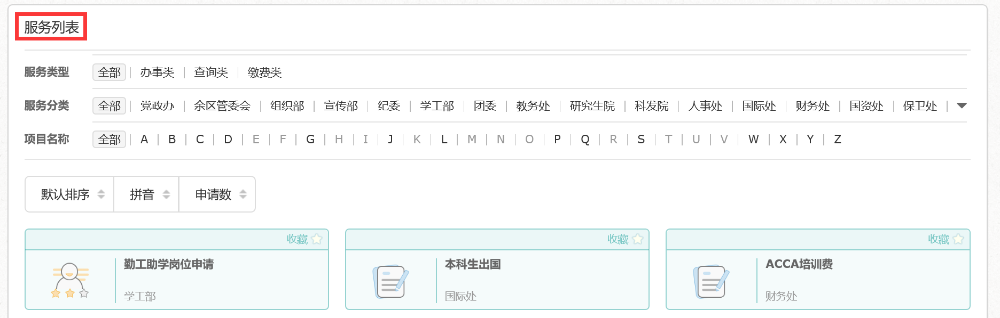 服务列表
服务类型 全部 办事类 查询类 缴费类
服务分类 全部 党政办 余区管委会 组织部 宣传部 纪委 学工部 团委 教务处 研究生院 科发院 人事处 国际处 财务处 国资处 保卫处
项目名称 全部 A B C D E F G H I J K L M N O P Q R S T U V W X Y Z
默认排序 拼音 申请数
收藏 收藏 收藏
勤工助学岗位申请 本科生出国 ACCA培训费
学工部 国际处 财务处